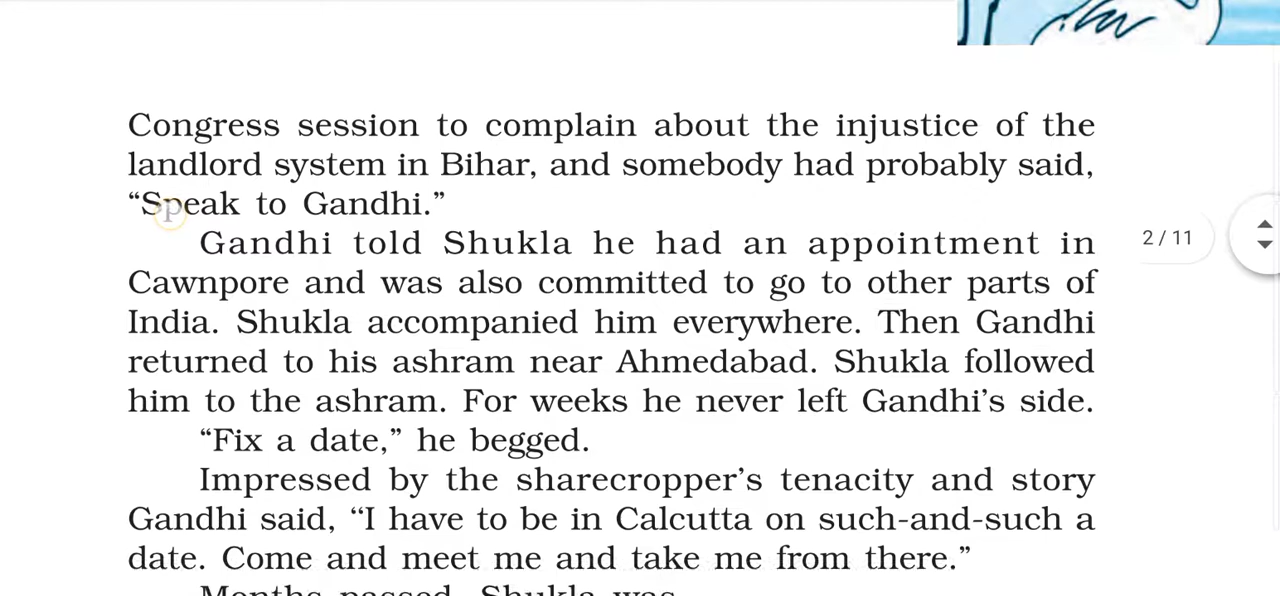 Congress session to complain about the injustice of the
landlord system in Bihar, and somebody had probably said,
“Speak to Gandhi.”
Gandhi told Shukla he had an appointment in
Cawnpore and was also committed to go to other parts of
India. Shukla accompanied him everywhere. Then Gandhi
returned to his ashram near Ahmedabad. Shukla followed
him to the ashram. For weeks he never left Gandhi’s side.
“Fix a date,” he begged.
Impressed by the sharecropper’s tenacity and story
Gandhi said, “I have to be in Calcutta on such-and-such a
date. Come and meet me and take me from there.”
Months passed. Shukla was
2 / 11